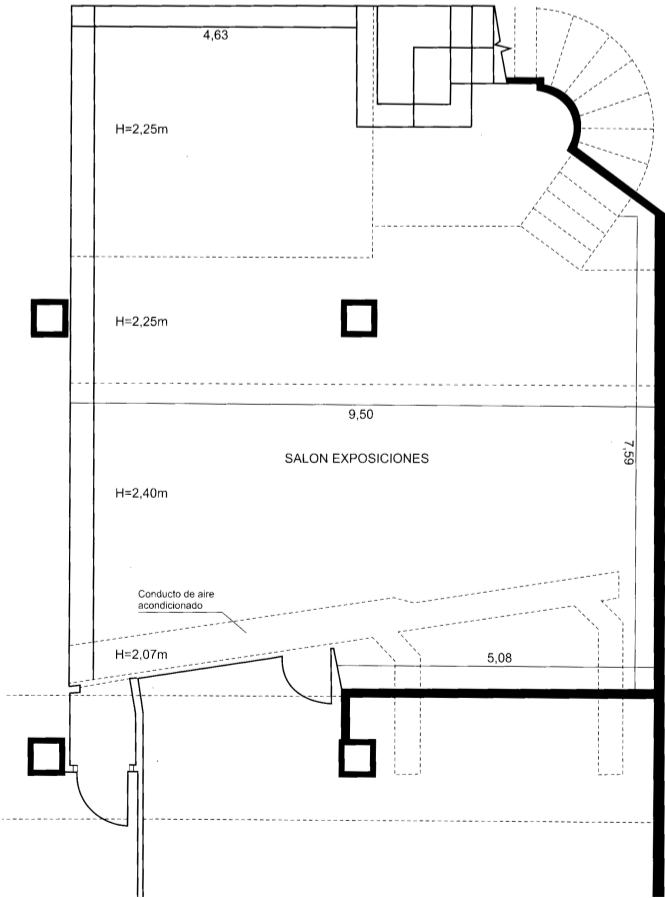 4,63
H=2,25m
H=2,25m
9,50
SALON EXPOSICIONES
7,59
H=2,40m
Conducto de aire
acondicionado
H=2,07m
5,08